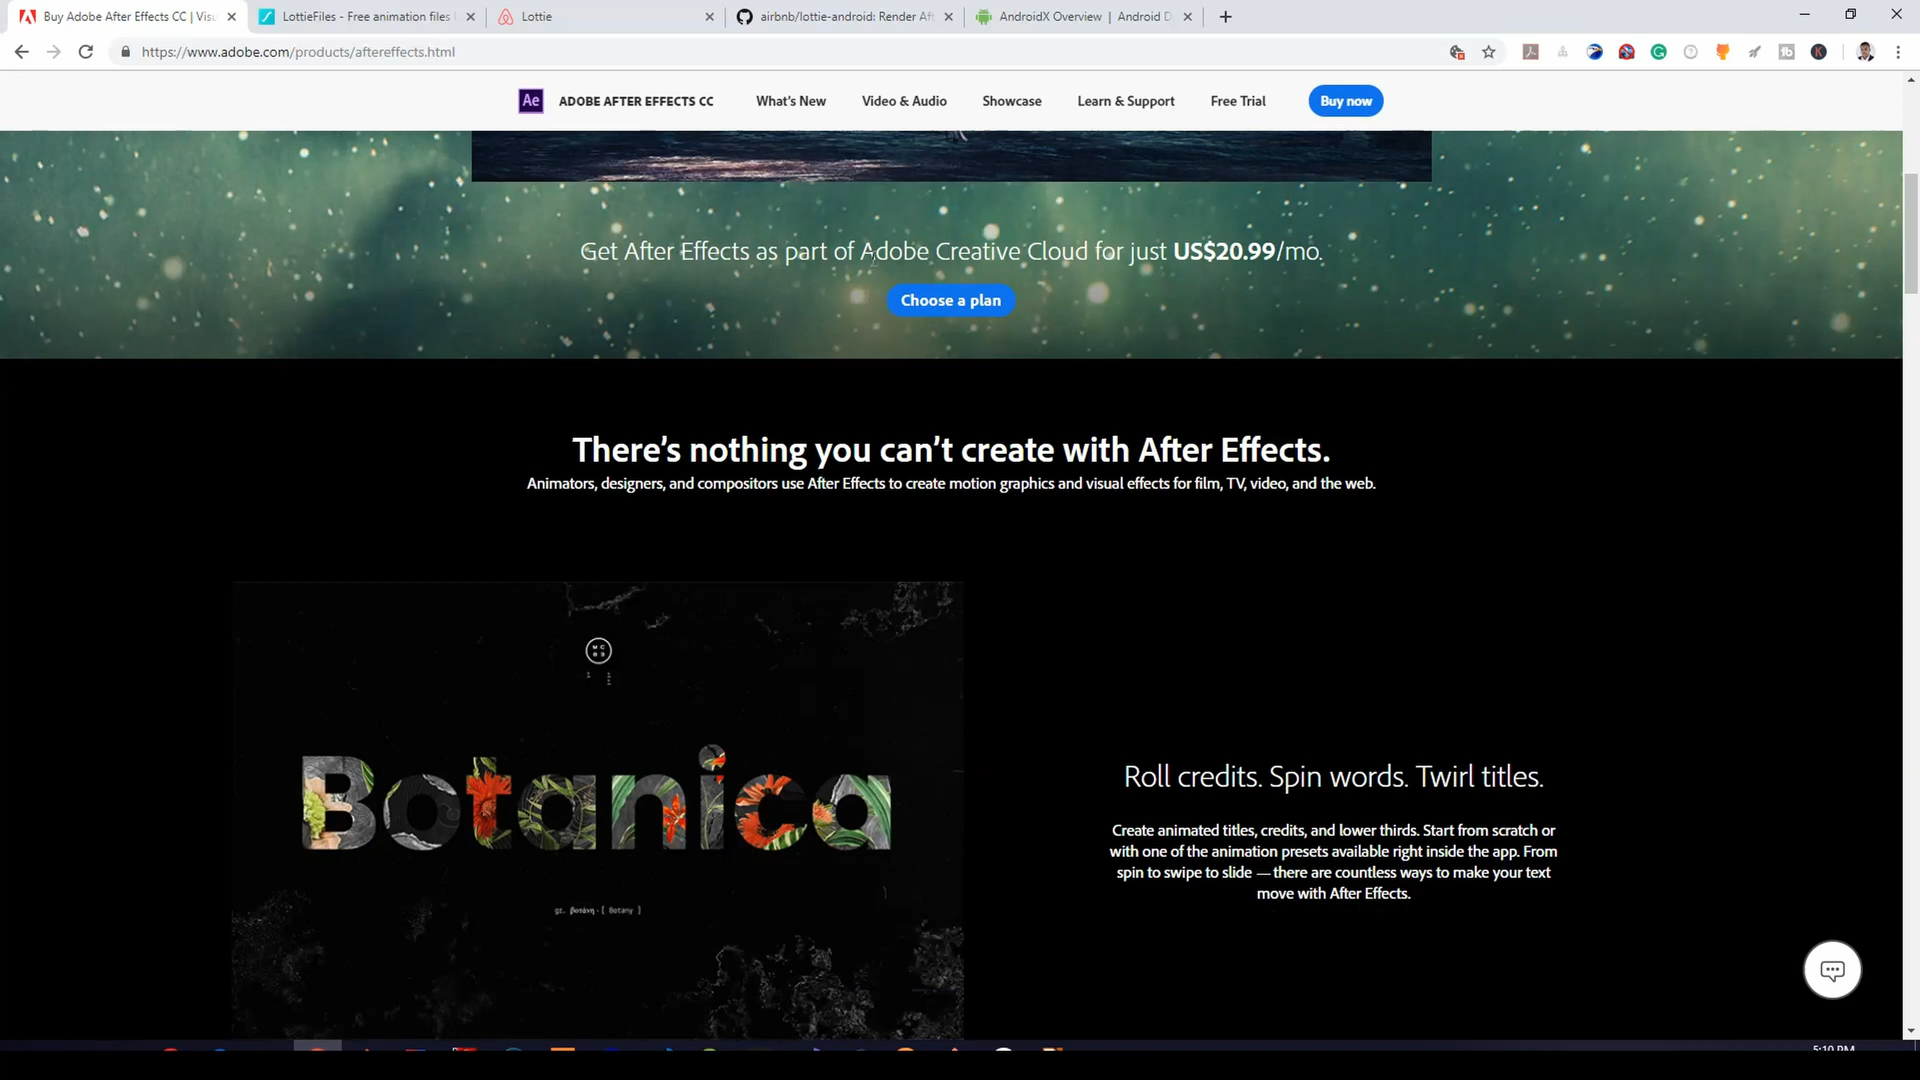 Buy Adobe After Effects CC | Visu
LottieFiles - Free animation files
Lottie
airbnb/lottie-android: Render Aft
AndroidX Overview | Android D
https://www.adobe.com/products/aftereffects.html
Ae ADOBE AFTER EFFECTS CC What's New Video & Audio Showcase Learn & Support Free Trial Buy now
Get After Effects as part of Adobe Creative Cloud for just US$20.99/mo.
Choose a plan
There's nothing you can't create with After Effects.
Animators, designers, and compositors use After Effects to create motion graphics and visual effects for film, TV, video, and the web.
Botanica
gr. βοτάνη - [ Botany ]
Roll credits. Spin words. Twirl titles.
Create animated titles, credits, and lower thirds. Start from scratch or
with one of the animation presets available right inside the app. From
spin to swipe to slide — there are countless ways to make your text
move with After Effects.
5:10 PM